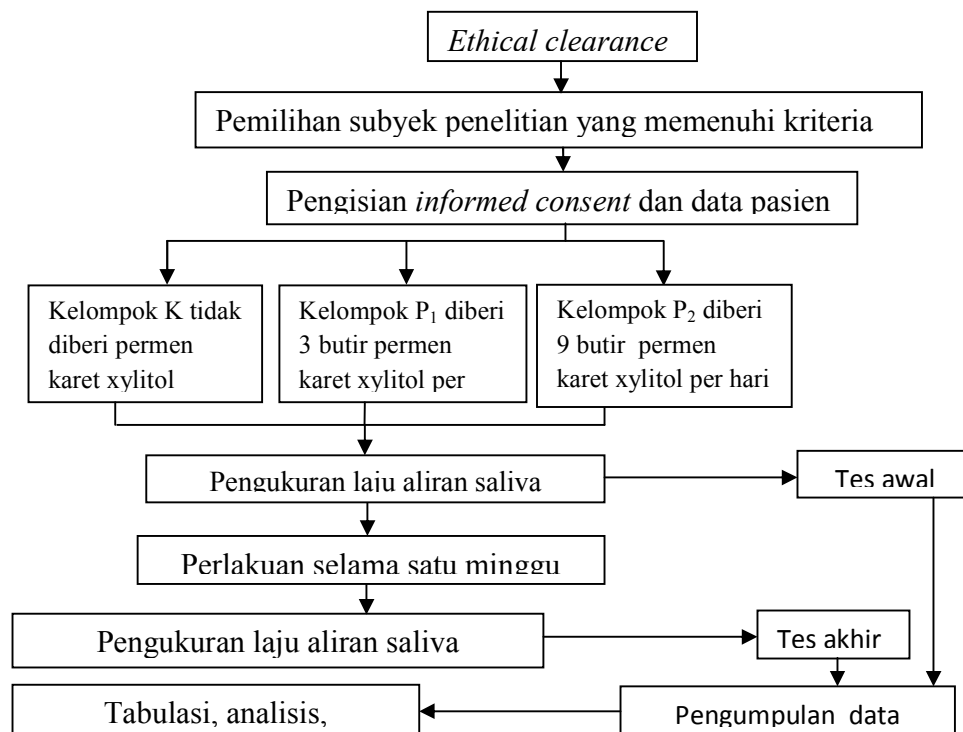 Ethical clearance
Pemilihan subyek penelitian yang memenuhi kriteria
Pengisian informed consent dan data pasien
Kelompok K tidak
diberi permen
karet xylitol
Kelompok P₁ diberi
3 butir permen
karet xylitol per
Kelompok P₂ diberi
9 butir permen
karet xylitol per hari
Pengukuran laju aliran saliva
Tes awal
Perlakuan selama satu minggu
Pengukuran laju aliran saliva
Tes akhir
Tabulasi, analisis,
Pengumpulan data